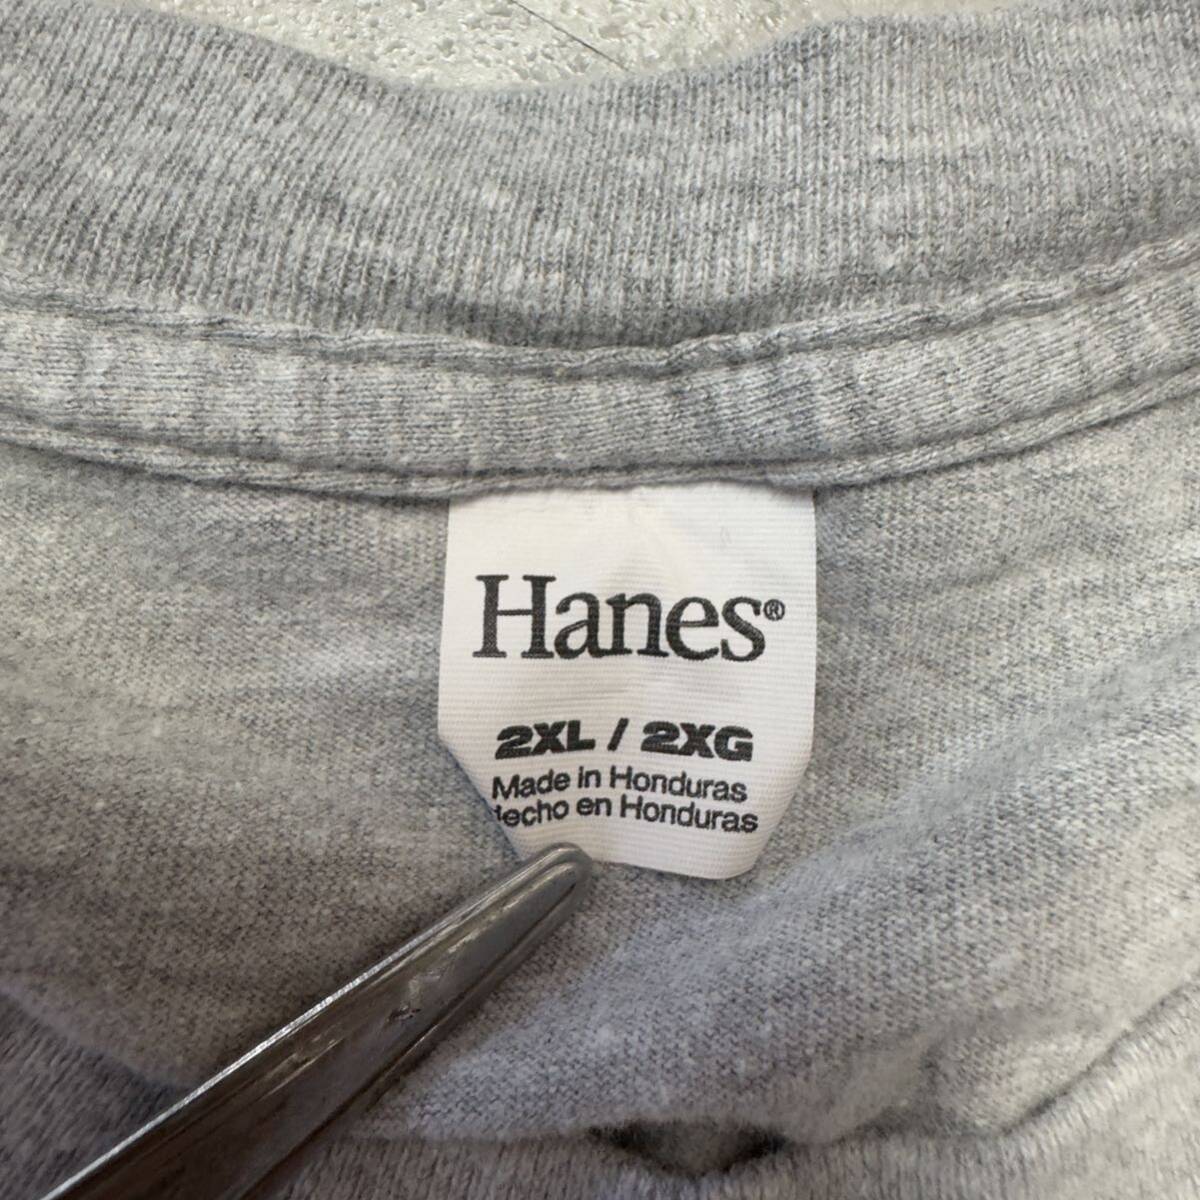 Hanes®
2XL / 2XG
Made in Honduras
Hecho en Honduras